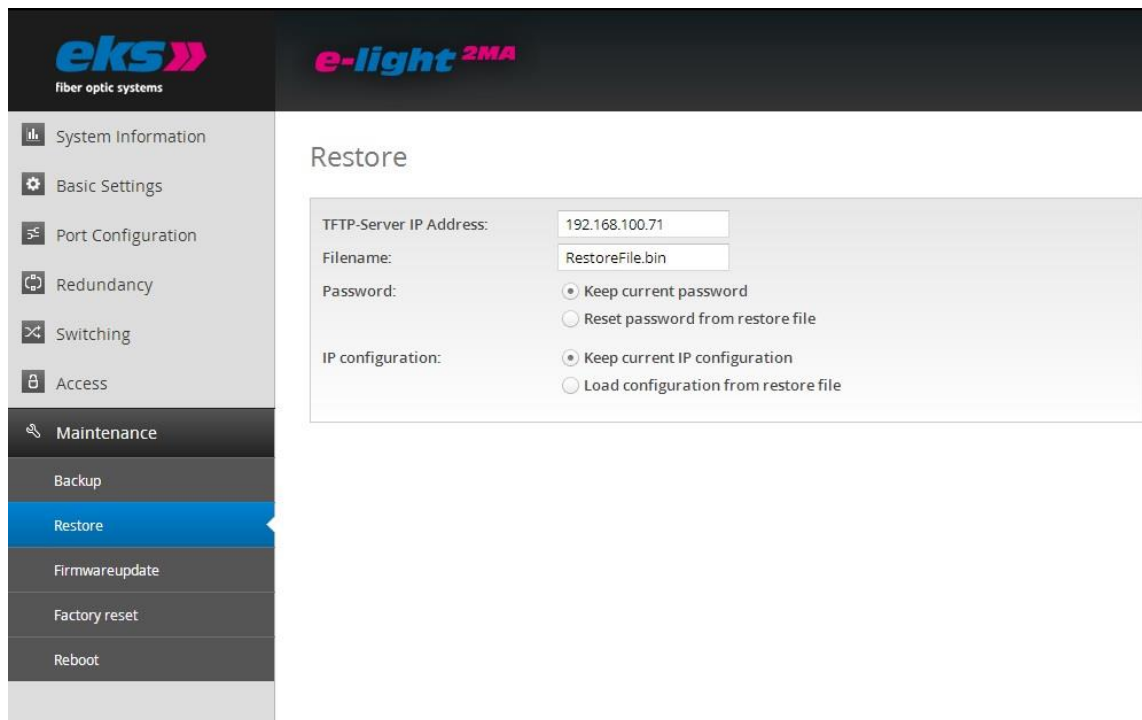 eks
fiber optic systems
e-light 2MA
System Information
Basic Settings
Port Configuration
Redundancy
Switching
Access
Maintenance
Backup
Restore
Firmwareupdate
Factory reset
Reboot
Restore
TFTP-Server IP Address: 192.168.100.71
Filename: RestoreFile.bin
Password: Keep current password
Reset password from restore file
IP configuration: Keep current IP configuration
Load configuration from restore file